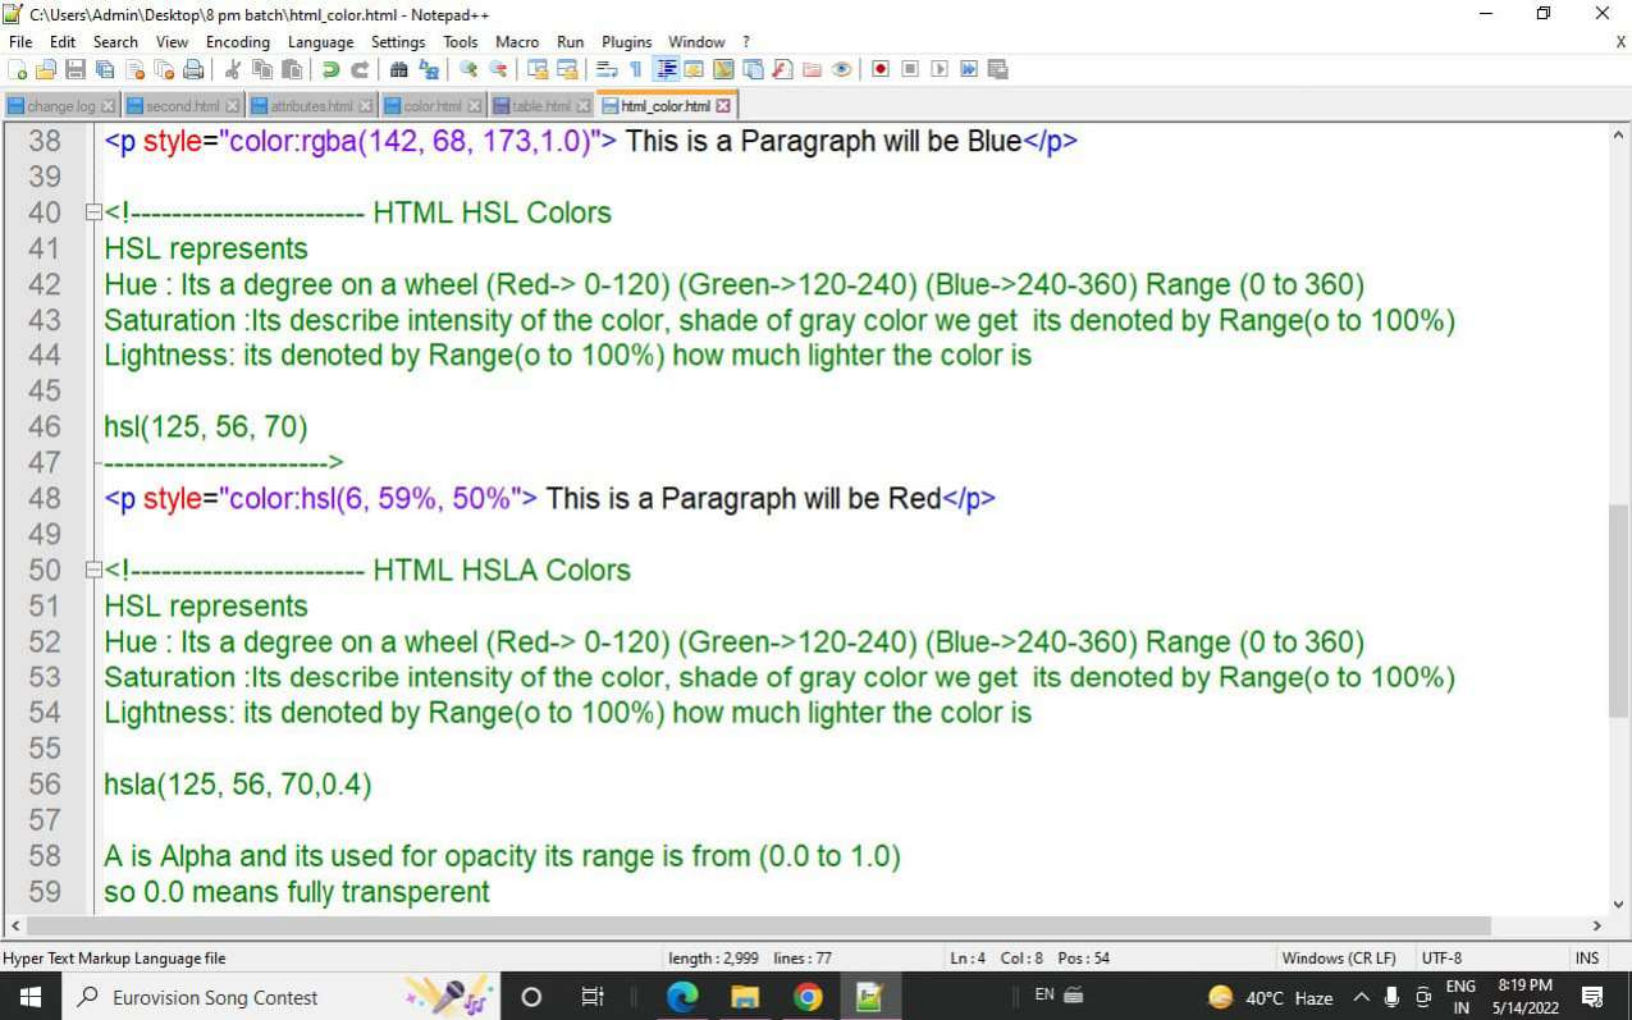 C:\Users\Admin\Desktop\8 pm batch\html_color.html - Notepad++
File Edit Search View Encoding Language Settings Tools Macro Run Plugins Window ? X
change.log second.html attributes.html color.html table.html html_color.html
38 <p style="color:rgba(142, 68, 173,1.0)"> This is a Paragraph will be Blue</p>
39
40 <!----------------------- HTML HSL Colors
41 HSL represents
42 Hue : Its a degree on a wheel (Red-> 0-120) (Green->120-240) (Blue->240-360) Range (0 to 360)
43 Saturation :Its describe intensity of the color, shade of gray color we get  its denoted by Range(o to 100%)
44 Lightness: its denoted by Range(o to 100%) how much lighter the color is
45
46 hsl(125, 56, 70)
47 ---------------------->
48 <p style="color:hsl(6, 59%, 50%"> This is a Paragraph will be Red</p>
49
50 <!----------------------- HTML HSLA Colors
51 HSL represents
52 Hue : Its a degree on a wheel (Red-> 0-120) (Green->120-240) (Blue->240-360) Range (0 to 360)
53 Saturation :Its describe intensity of the color, shade of gray color we get  its denoted by Range(o to 100%)
54 Lightness: its denoted by Range(o to 100%) how much lighter the color is
55
56 hsla(125, 56, 70,0.4)
57
58 A is Alpha and its used for opacity its range is from (0.0 to 1.0)
59 so 0.0 means fully transperent
Hyper Text Markup Language file length : 2,999 lines : 77 Ln : 4 Col : 8 Pos : 54 Windows (CR LF) UTF-8 INS
Eurovision Song Contest EN 40°C Haze ENG IN 8:19 PM 5/14/2022